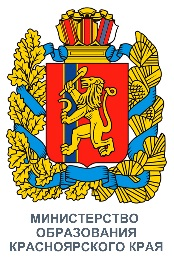 МИНИСТЕРСТВО
ОБРАЗОВАНИЯ
КРАСНОЯРСКОГО КРАЯ